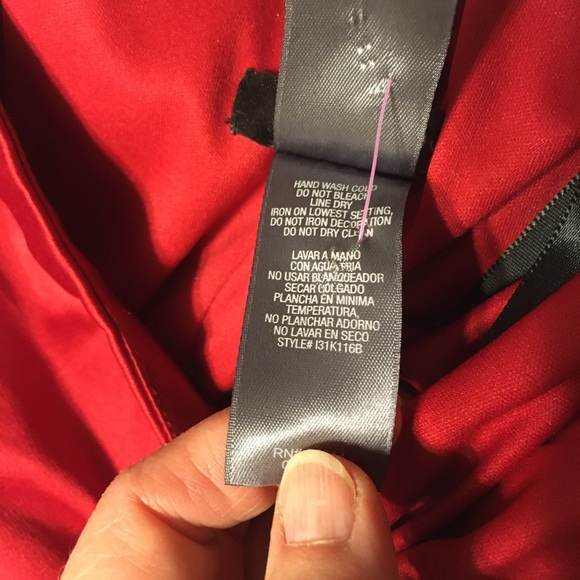 HAND WASH COLD
DO NOT BLEACH
LINE DRY
IRON ON LOWEST SETTING,
DO NOT IRON DECORATION
DO NOT DRY CLEAN
LAVAR A MANO
CON AGUA FRIA
NO USAR BLANQUEADOR
SECAR COLGADO
PLANCHA EN MINIMA
TEMPERATURA,
NO PLANCHAR ADORNO
NO LAVAR EN SECO
STYLE# I31K116B